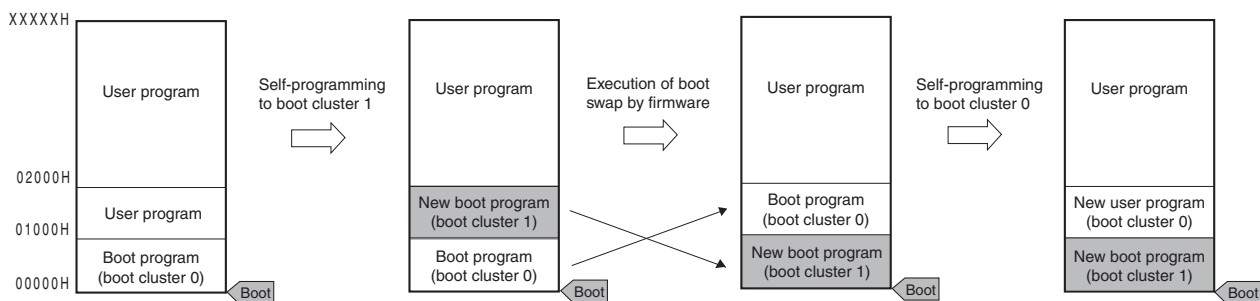 XXXXXH
User program
User program
Boot program
(boot cluster 0)
02000H
01000H
00000H
Boot
Self-programming
to boot cluster 1
User program
New boot program
(boot cluster 1)
Boot program
(boot cluster 0)
Boot
Execution of boot
swap by firmware
User program
Boot program
(boot cluster 0)
New boot program
(boot cluster 1)
Boot
Self-programming
to boot cluster 0
User program
New user program
(boot cluster 0)
New boot program
(boot cluster 1)
Boot